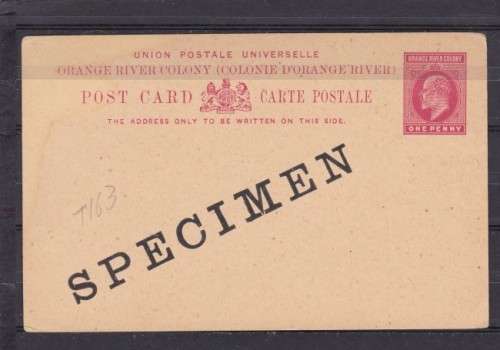 UNION POSTALE UNIVERSELLE
ORANGE RIVER COLONY (COLONIE D'ORANGE RIVER)
POST CARD CARTE POSTALE
THE ADDRESS ONLY TO BE WRITTEN ON THIS SIDE.
ORANGE RIVER COLONY
ONE PENNY
T163
SPECIMEN